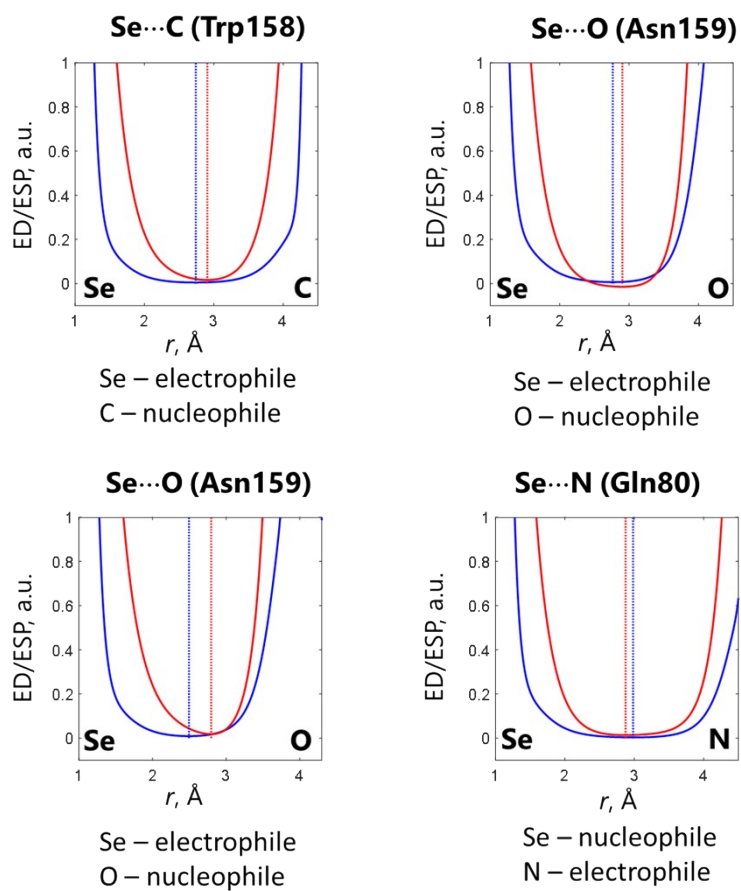 Se···C (Trp158)
1
0.8
0.6
0.4
0.2
0
ED/ESP, a.u.
Se
C
1 2 3 4
r, Å
Se – electrophile
C – nucleophile
Se···O (Asn159)
1
0.8
0.6
0.4
0.2
0
ED/ESP, a.u.
Se
O
1 2 3 4
r, Å
Se – electrophile
O – nucleophile
Se···O (Asn159)
1
0.8
0.6
0.4
0.2
0
ED/ESP, a.u.
Se
O
1 2 3 4
r, Å
Se – electrophile
O – nucleophile
Se···N (Gln80)
1
0.8
0.6
0.4
0.2
0
ED/ESP, a.u.
Se
N
1 2 3 4
r, Å
Se – nucleophile
N – electrophile